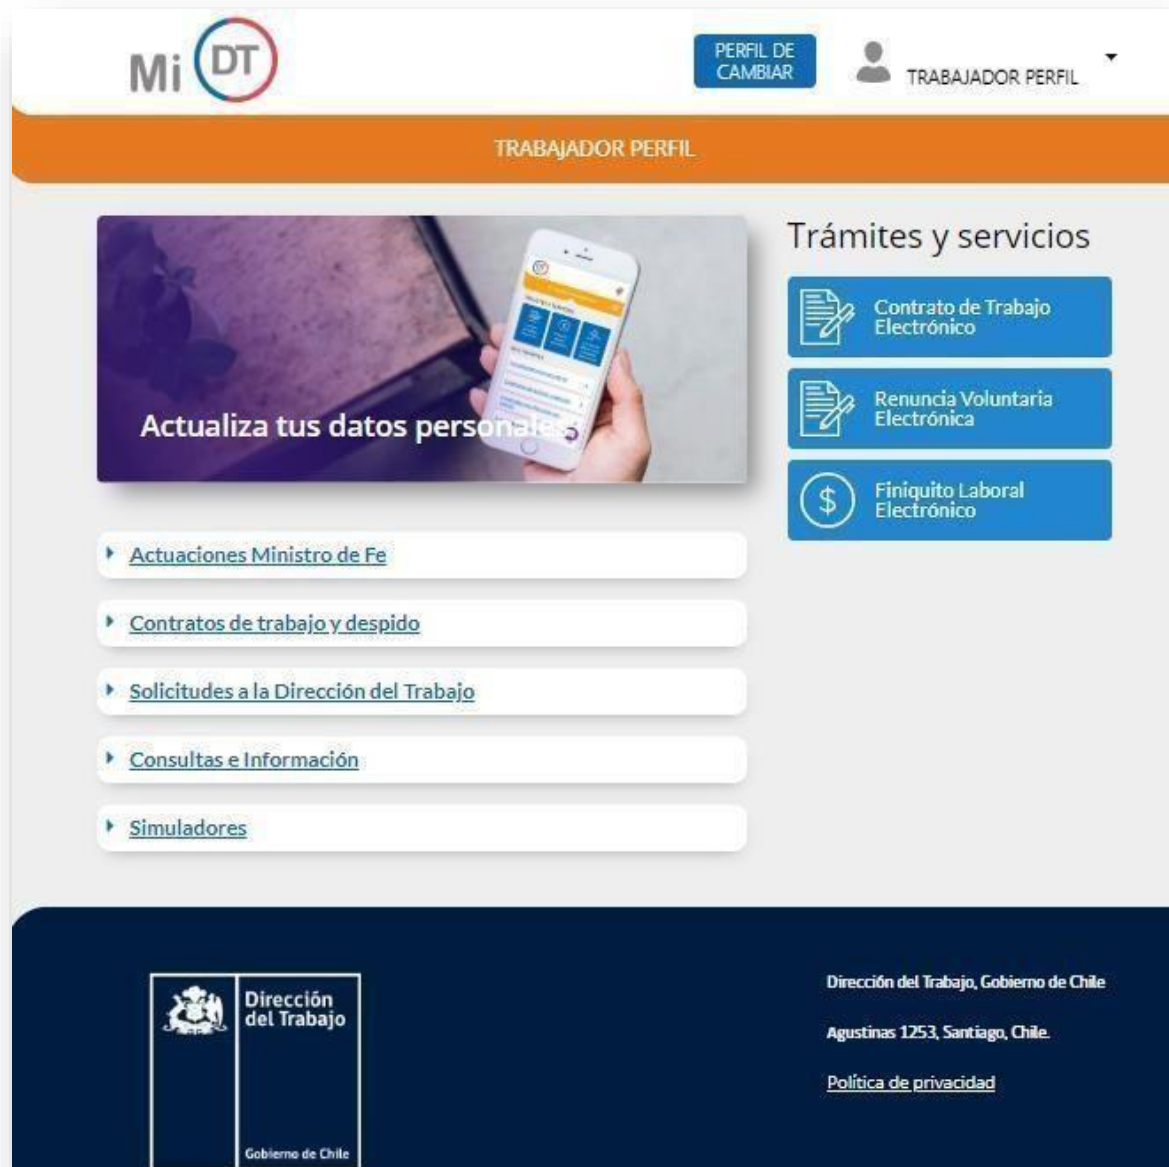 Mi DT
PERFIL DE
CAMBIAR
TRABAJADOR PERFIL
TRABAJADOR PERFIL
Actualiza tus datos personales
Trámites y servicios
Contrato de Trabajo
Electrónico
Renuncia Voluntaria
Electrónica
Finiquito Laboral
Electrónico
Actuaciones Ministro de Fe
Contratos de trabajo y despido
Solicitudes a la Dirección del Trabajo
Consultas e Información
Simuladores
Dirección
del Trabajo
Gobierno de Chile
Dirección del Trabajo, Gobierno de Chile
Agustinas 1253, Santiago, Chile.
Política de privacidad